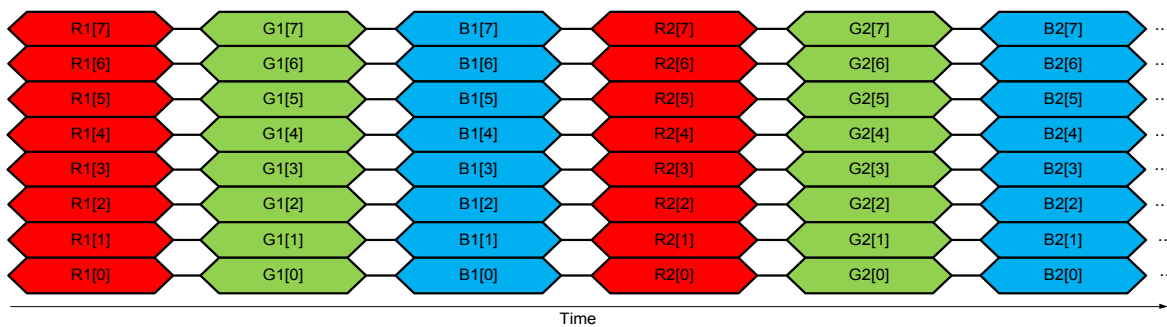 R1[7] G1[7] B1[7] R2[7] G2[7] B2[7] ..
R1[6] G1[6] B1[6] R2[6] G2[6] B2[6] ..
R1[5] G1[5] B1[5] R2[5] G2[5] B2[5] ..
R1[4] G1[4] B1[4] R2[4] G2[4] B2[4] ..
R1[3] G1[3] B1[3] R2[3] G2[3] B2[3] ...
R1[2] G1[2] B1[2] R2[2] G2[2] B2[2] ..
R1[1] G1[1] B1[1] R2[1] G2[1] B2[1] ..
R1[0] G1[0] B1[0] R2[0] G2[0] B2[0] ..
Time